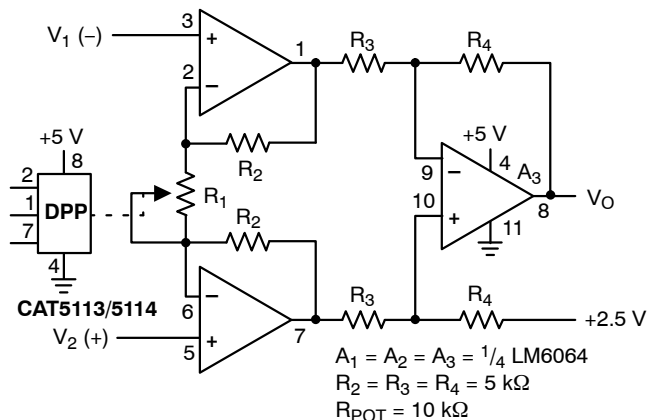 V₁ (−)
3
+
2
−
1
R₃
R₄
R₂
+5 V
8
2
1
7
DPP
4
R₁
R₂
CAT5113/5114
V₂ (+)
6
−
5
+
7
+5 V
4
A₃
9
−
10
+
8
11
V_O
R₃
R₄
+2.5 V
A₁ = A₂ = A₃ = ¹/₄ LM6064
R₂ = R₃ = R₄ = 5 kΩ
R_POT = 10 kΩ